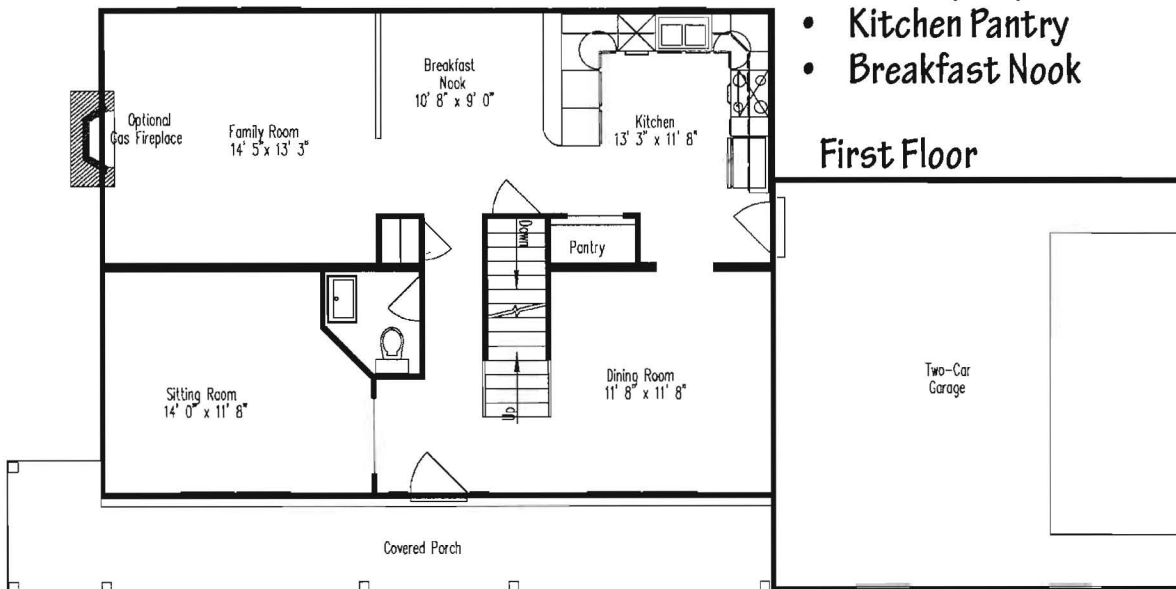 • Kitchen Pantry
• Breakfast Nook
First Floor
Breakfast
Nook
10' 8" x 9' 0"
Optional
Gas Fireplace
Family Room
14' 5" x 13' 3"
Kitchen
13' 3" x 11' 8"
Down
Pantry
Sitting Room
14' 0" x 11' 8"
Up
Dining Room
11' 8" x 11' 8"
Two-Car
Garage
Covered Porch